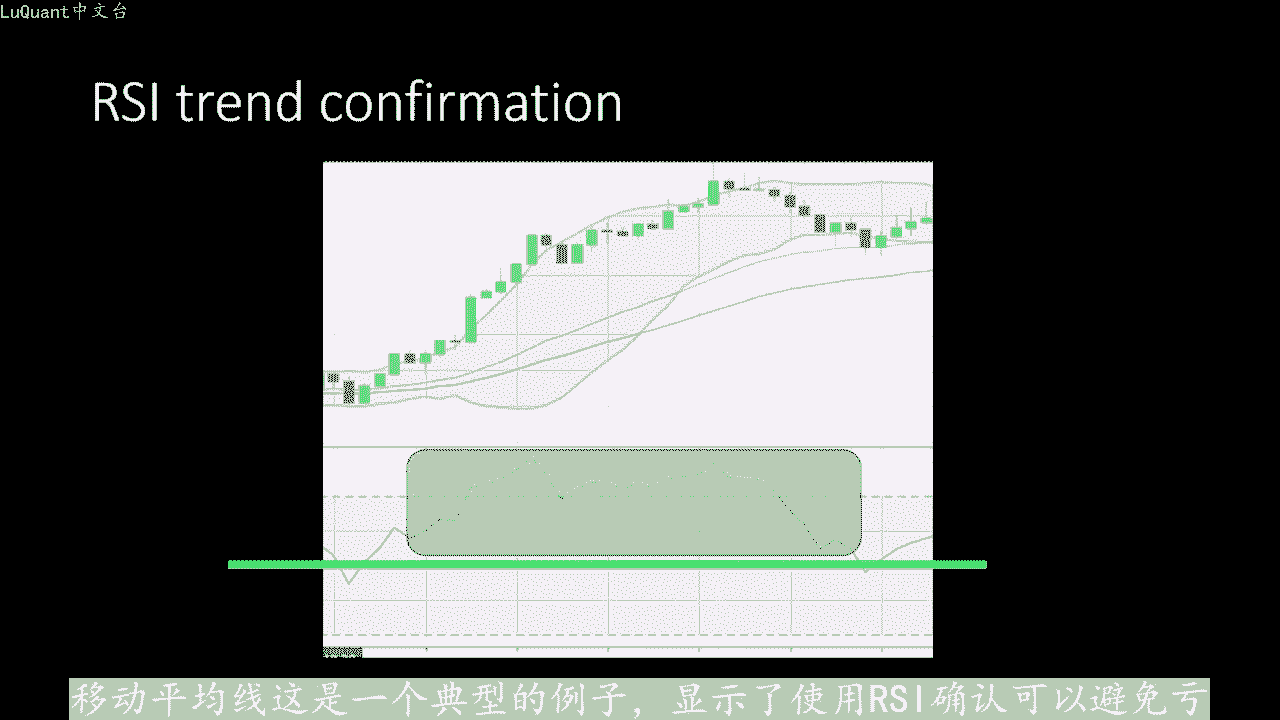 LuQuant中文台
RSI trend confirmation
移动平均线这是一个典型的例子，显示了使用RSI确认可以避免亏